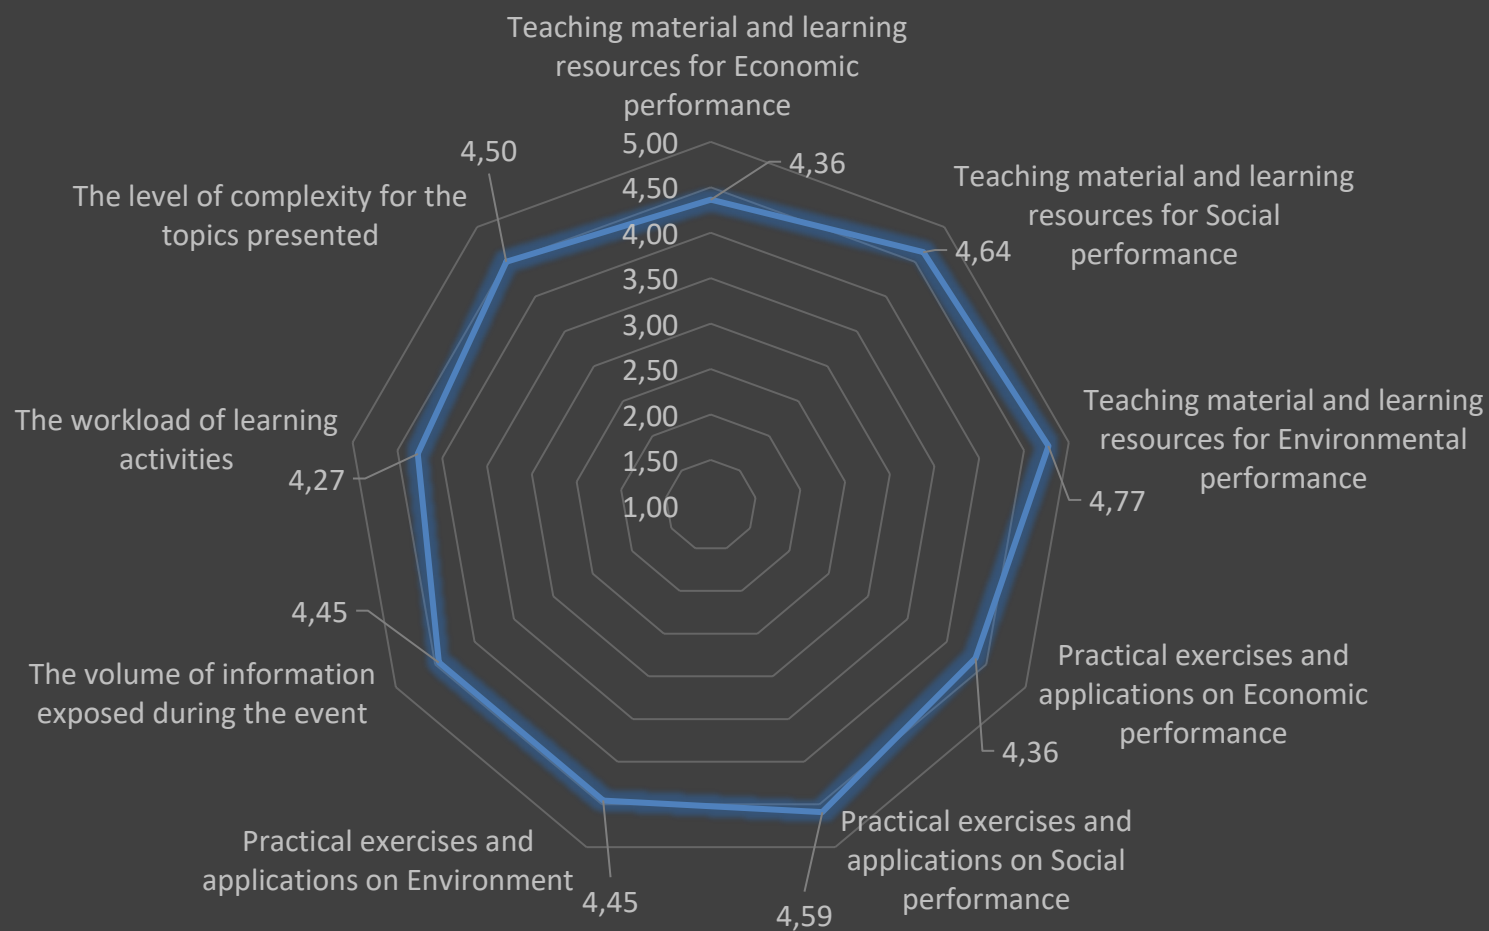 Teaching material and learning
resources for Economic
performance
5,00
4,50
4,00
3,50
3,00
2,50
2,00
1,50
1,00
4,36
Teaching material and learning
resources for Social
performance
4,64
Teaching material and learning
resources for Environmental
performance
4,77
Practical exercises and
applications on Economic
performance
4,36
Practical exercises and
applications on Social
performance
4,59
Practical exercises and
applications on Environment
4,45
The volume of information
exposed during the event
4,45
The workload of learning
activities
4,27
The level of complexity for the
topics presented
4,50